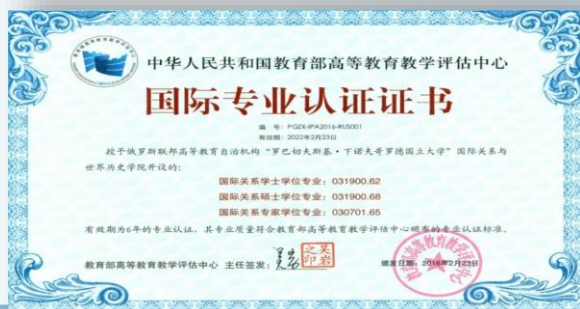 中华人民共和国教育部高等教育教学评估中心
国际专业认证证书
编 号：PGZX-IPA2016-RUS001
有效期：2022年2月23日
授予俄罗斯联邦高等教育自治机构“罗巴切夫斯基·下诺夫哥罗德国立大学”国际关系与
世界历史学院开设的：
国际关系学士学位专业：031900.62
国际关系硕士学位专业：031900.68
国际关系专家学位专业：030701.65
有效期为6年的专业认证，其专业质量符合教育部高等教育教学评估中心颁布的专业认证标准。
教育部高等教育教学评估中心 主任签发：
吴岩之印
颁发日期：2016年2月23日